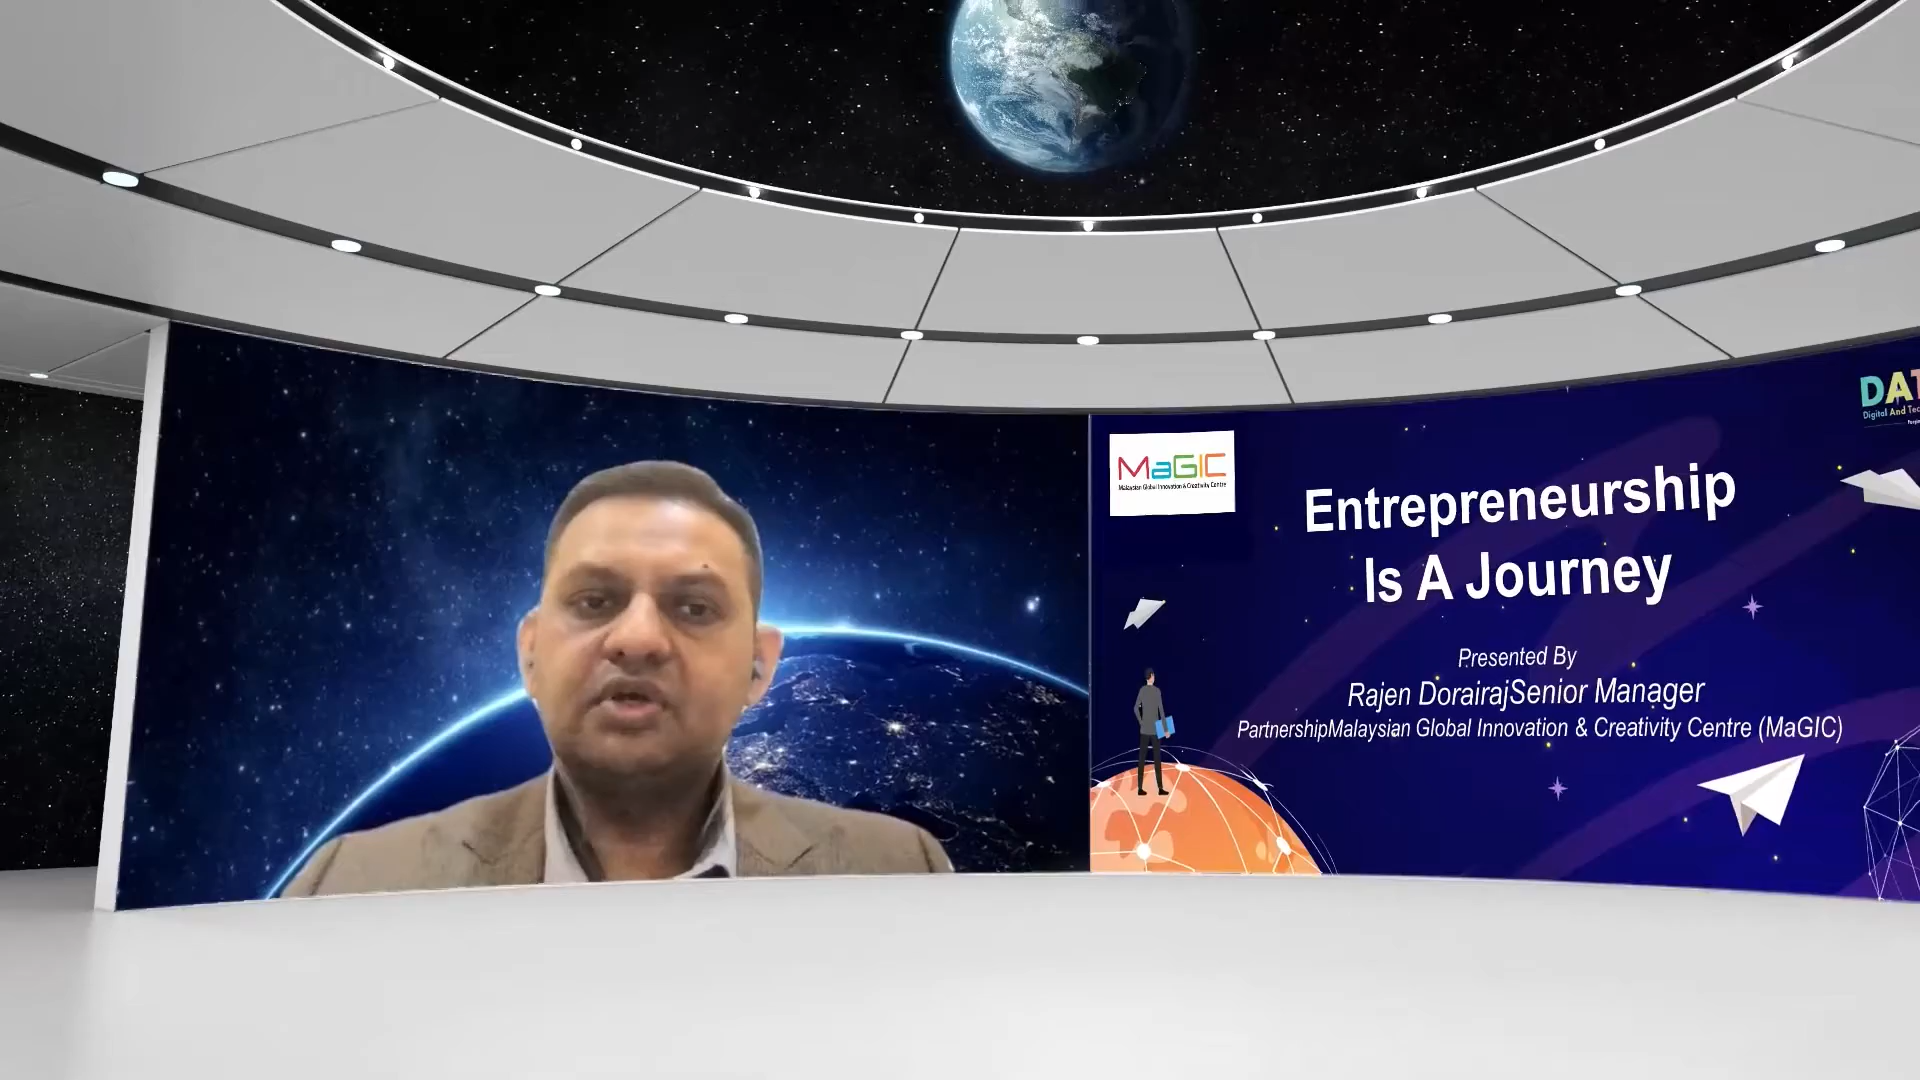 MaGIC
Malaysian Global Innovation & Creativity Centre
Entrepreneurship
Is A Journey
Presented By
Rajen DorairajSenior Manager
PartnershipMalaysian Global Innovation & Creativity Centre (MaGIC)
DAT
Digital And Tec